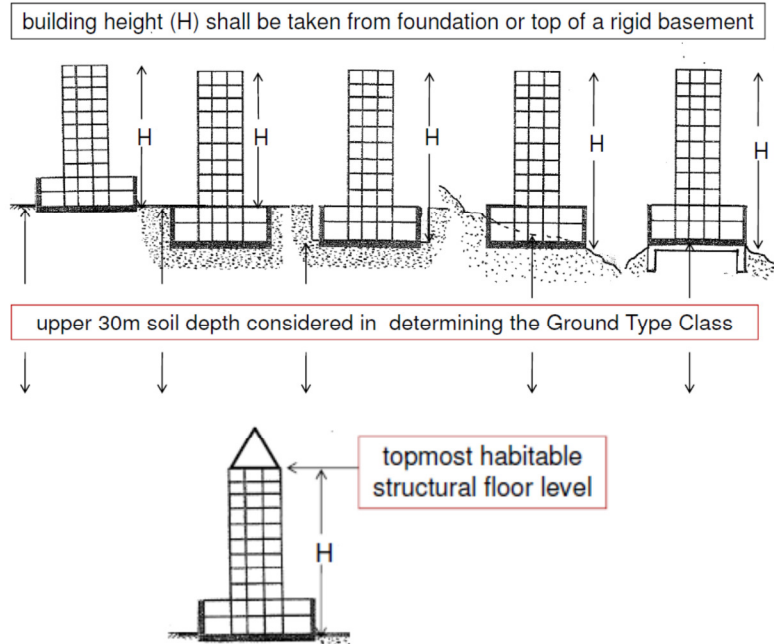 building height (H) shall be taken from foundation or top of a rigid basement
H
H
H
H
H
upper 30m soil depth considered in determining the Ground Type Class
topmost habitable
structural floor level
H